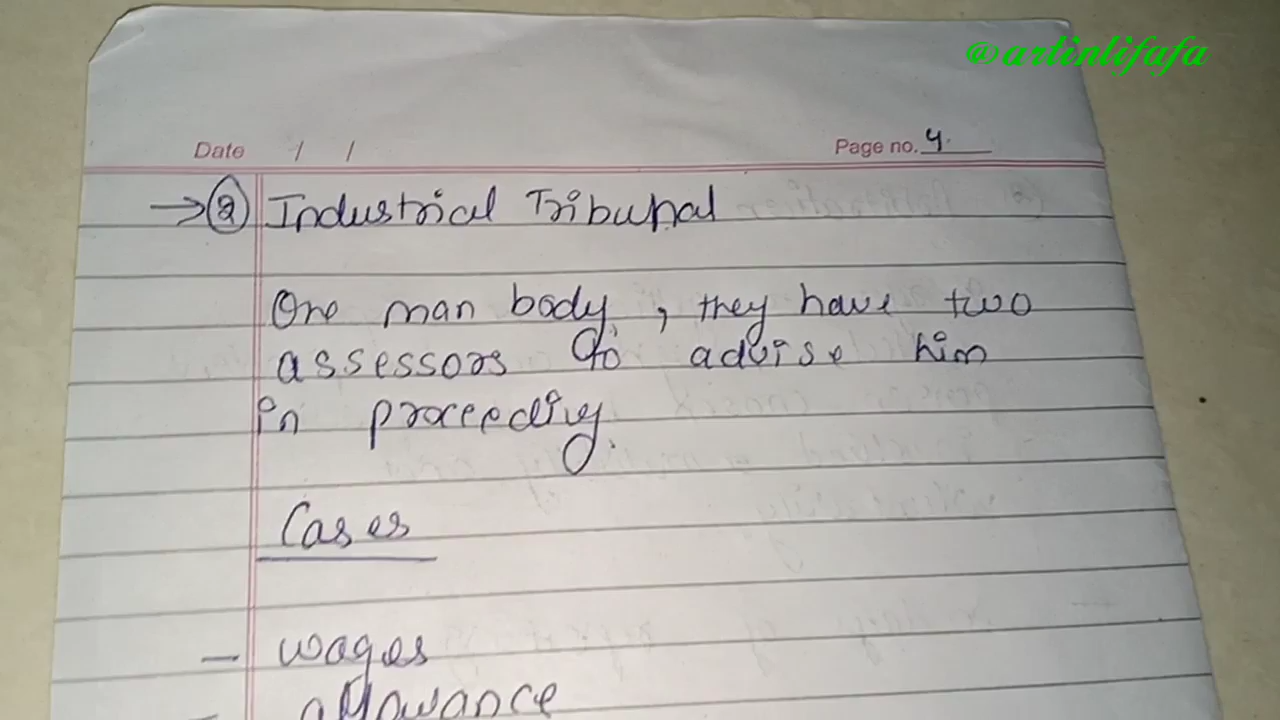 @artinlifafa
Date / /
Page no. 4.
→ 2 Industrial Tribunal
One man body, they have two
assessors to advise him
in proceeding.
Cases
- wages
- allowance